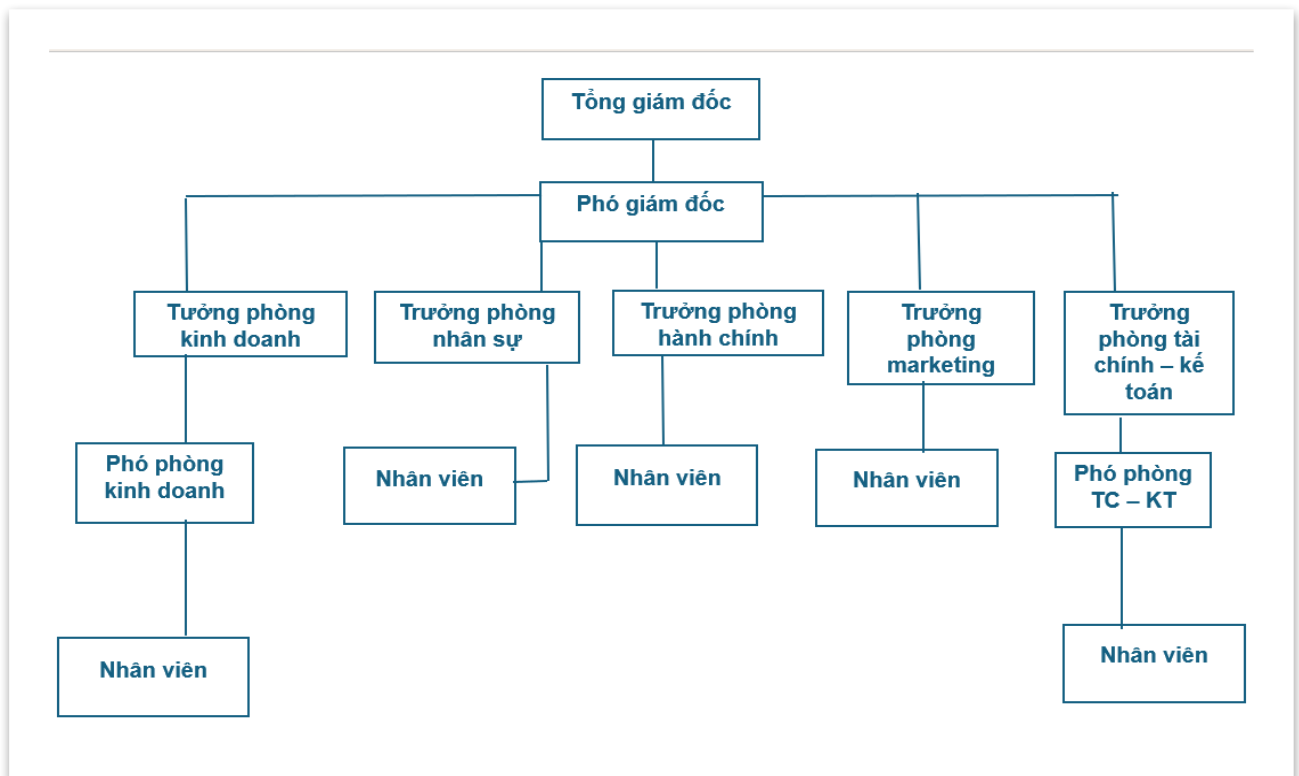 Tổng giám đốc
Phó giám đốc
Tưởng phòng
kinh doanh
Trưởng phòng
nhân sự
Trưởng phòng
hành chính
Trưởng
phòng
marketing
Trưởng
phòng tài
chính – kế
toán
Phó phòng
kinh doanh
Nhân viên
Nhân viên
Nhân viên
Phó phòng
TC – KT
Nhân viên
Nhân viên